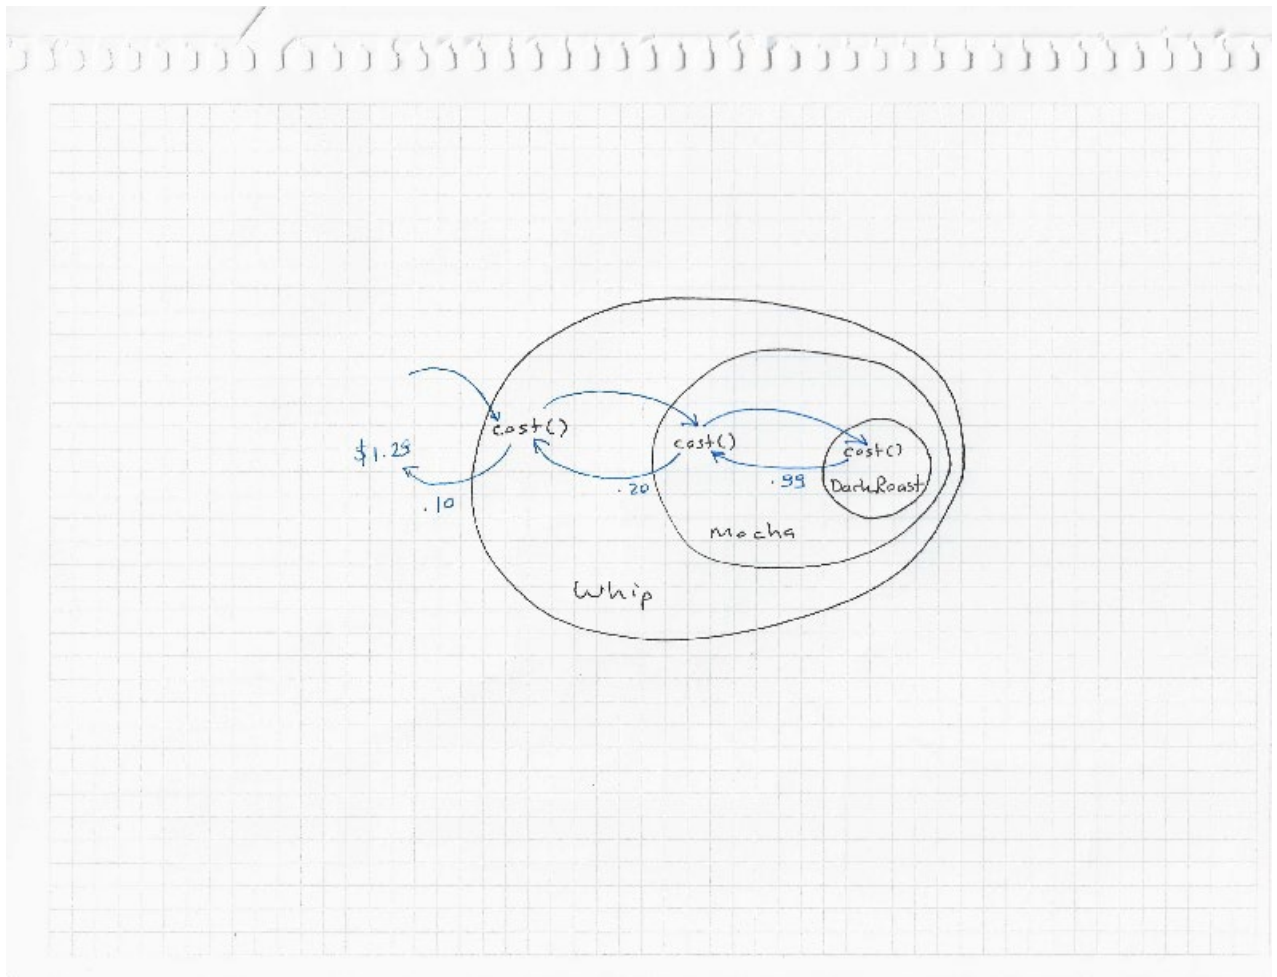 cost()
cost()
cost()
$1.29
.10
.20
.99
DarkRoast
Mocha
Whip